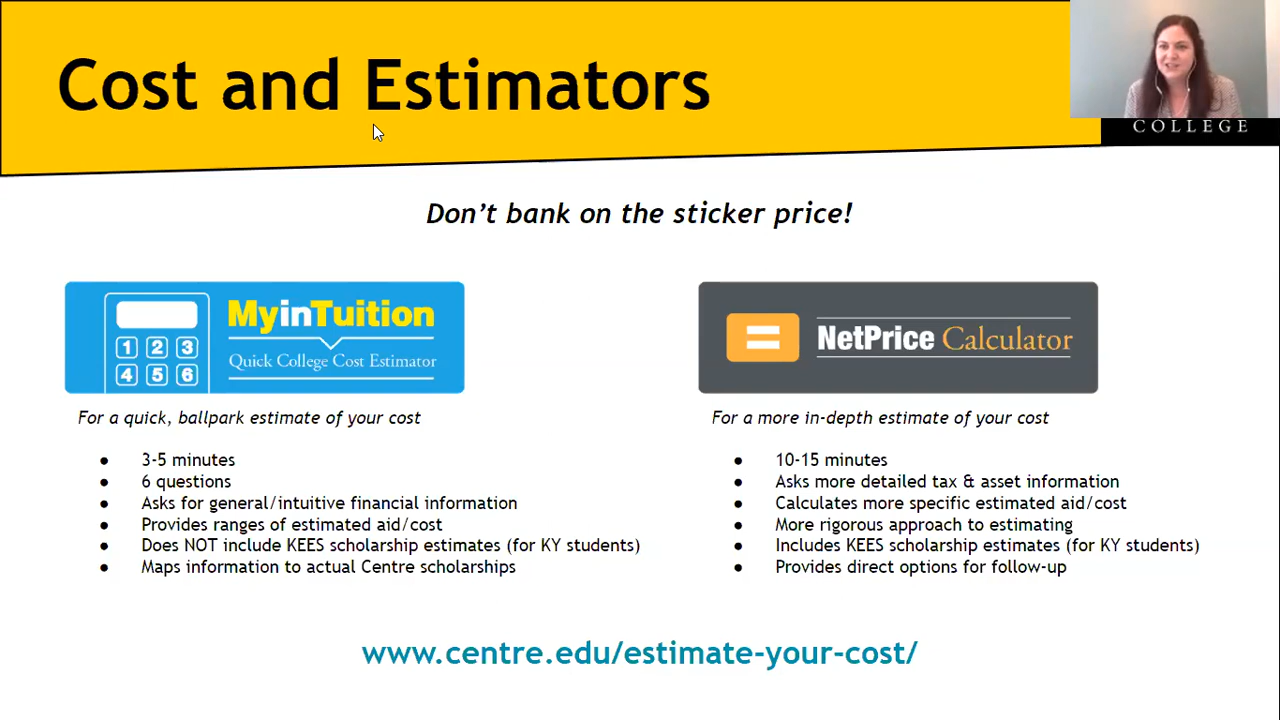 Cost and Estimators
COLLEGE
Don't bank on the sticker price!
MyinTuition
Quick College Cost Estimator
1 2 3
4 5 6
For a quick, ballpark estimate of your cost
• 3-5 minutes
• 6 questions
• Asks for general/intuitive financial information
• Provides ranges of estimated aid/cost
• Does NOT include KEES scholarship estimates (for KY students)
• Maps information to actual Centre scholarships
=
NetPrice Calculator
For a more in-depth estimate of your cost
• 10-15 minutes
• Asks more detailed tax & asset information
• Calculates more specific estimated aid/cost
• More rigorous approach to estimating
• Includes KEES scholarship estimates (for KY students)
• Provides direct options for follow-up
www.centre.edu/estimate-your-cost/